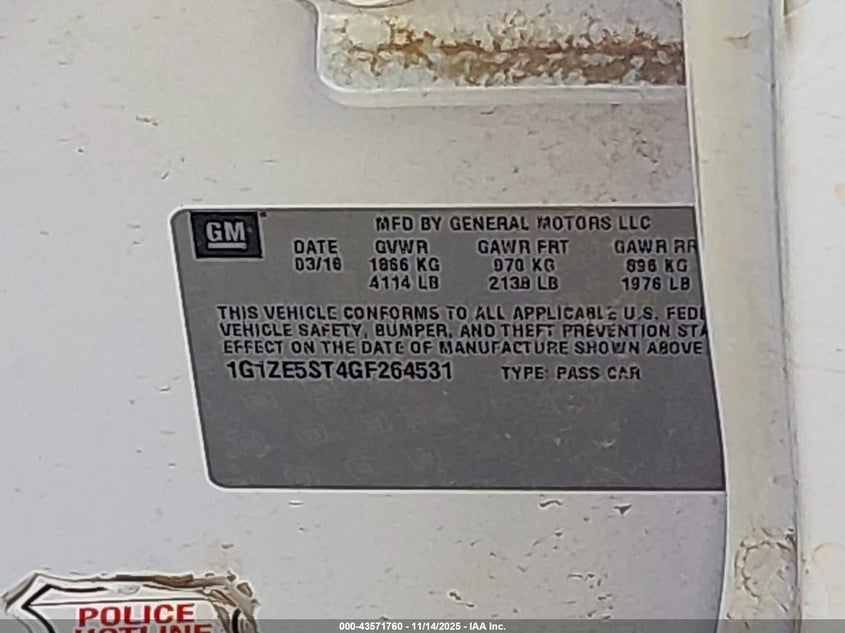 GM
MFD BY GENERAL MOTORS LLC
DATE GVWR GAWR FRT GAWR RR
03/16 1866 KG 970 KG 896 KG
4114 LB 2138 LB 1976 LB
THIS VEHICLE CONFORMS TO ALL APPLICABLE U.S. FEDE
VEHICLE SAFETY, BUMPER, AND THEFT PREVENTION STA
EFFECT ON THE DATE OF MANUFACTURE SHOWN ABOVE
1G1ZE5ST4GF264531 TYPE: PASS CAR
POLICE
HOTLINE
000-43571760 - 11/14/2025 - IAA Inc.